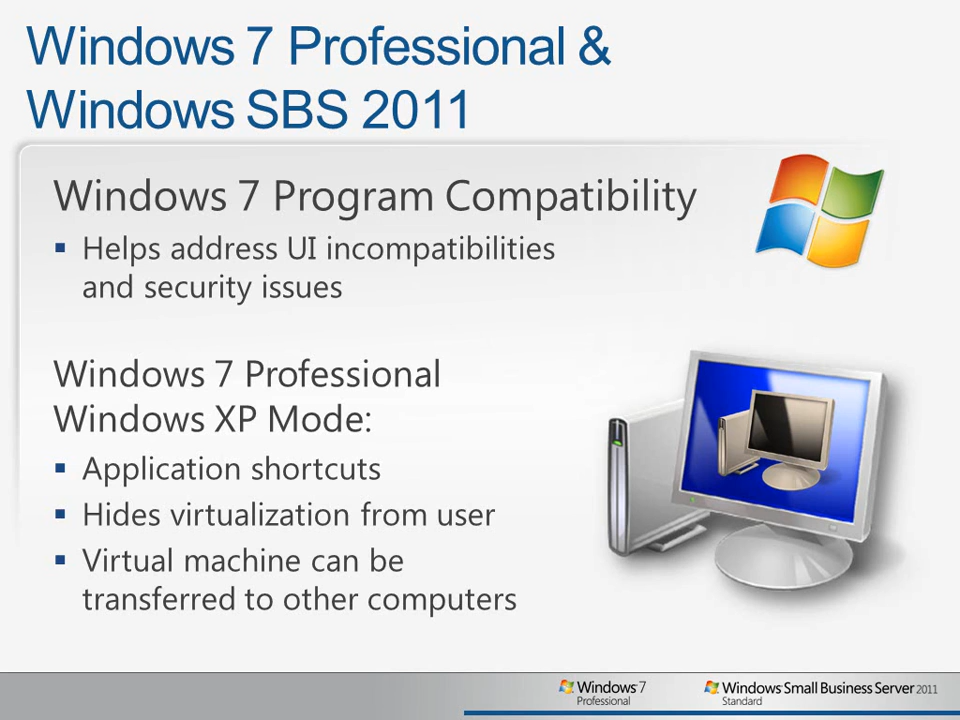 Windows 7 Professional &
Windows SBS 2011
Windows 7 Program Compatibility
▪ Helps address UI incompatibilities
and security issues
Windows 7 Professional
Windows XP Mode:
▪ Application shortcuts
▪ Hides virtualization from user
▪ Virtual machine can be
transferred to other computers
Windows 7
Professional
Windows Small Business Server 2011
Standard